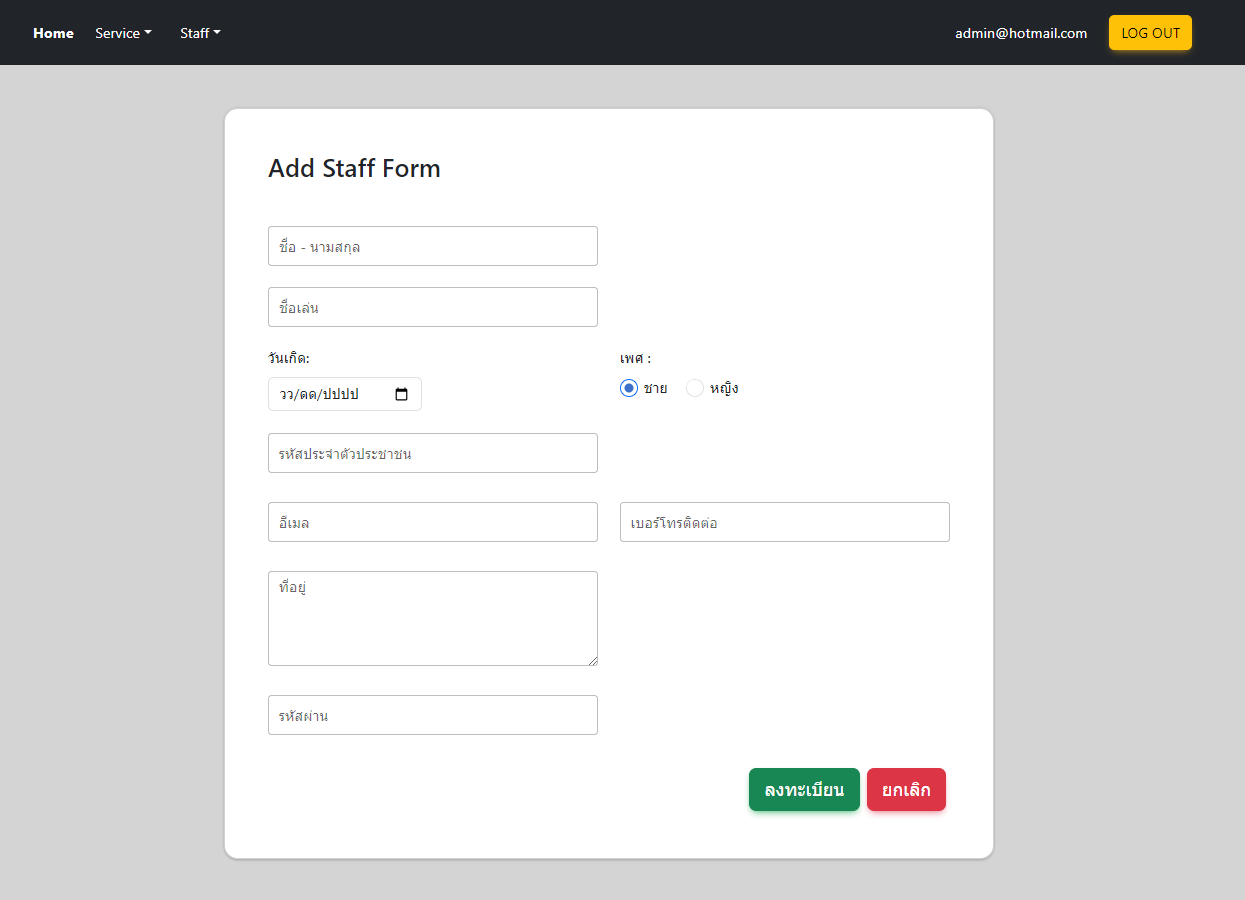 Home Service Staff admin@hotmail.com LOG OUT
Add Staff Form
ชื่อ - นามสกุล
ชื่อเล่น
วันเกิด: เพศ :
วว/ดด/ปปปป ชาย หญิง
รหัสประจำตัวประชาชน
อีเมล เบอร์โทรติดต่อ
ที่อยู่
รหัสผ่าน
ลงทะเบียน ยกเลิก